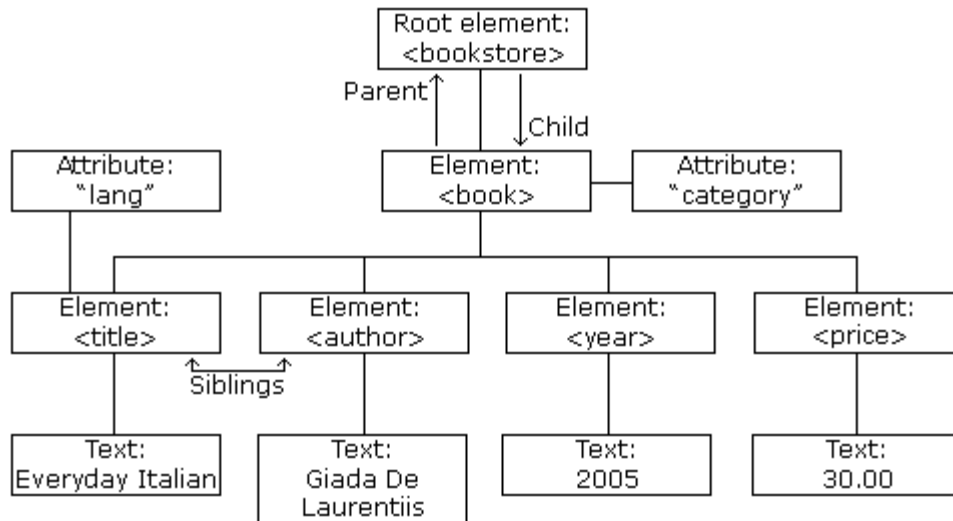 Root element:
<bookstore>
Parent
Child
Attribute:
“lang”
Element:
<book>
Attribute:
“category”
Element:
<title>
Element:
<author>
Element:
<year>
Element:
<price>
Siblings
Text:
Everyday Italian
Text:
Giada De
Laurentiis
Text:
2005
Text:
30.00